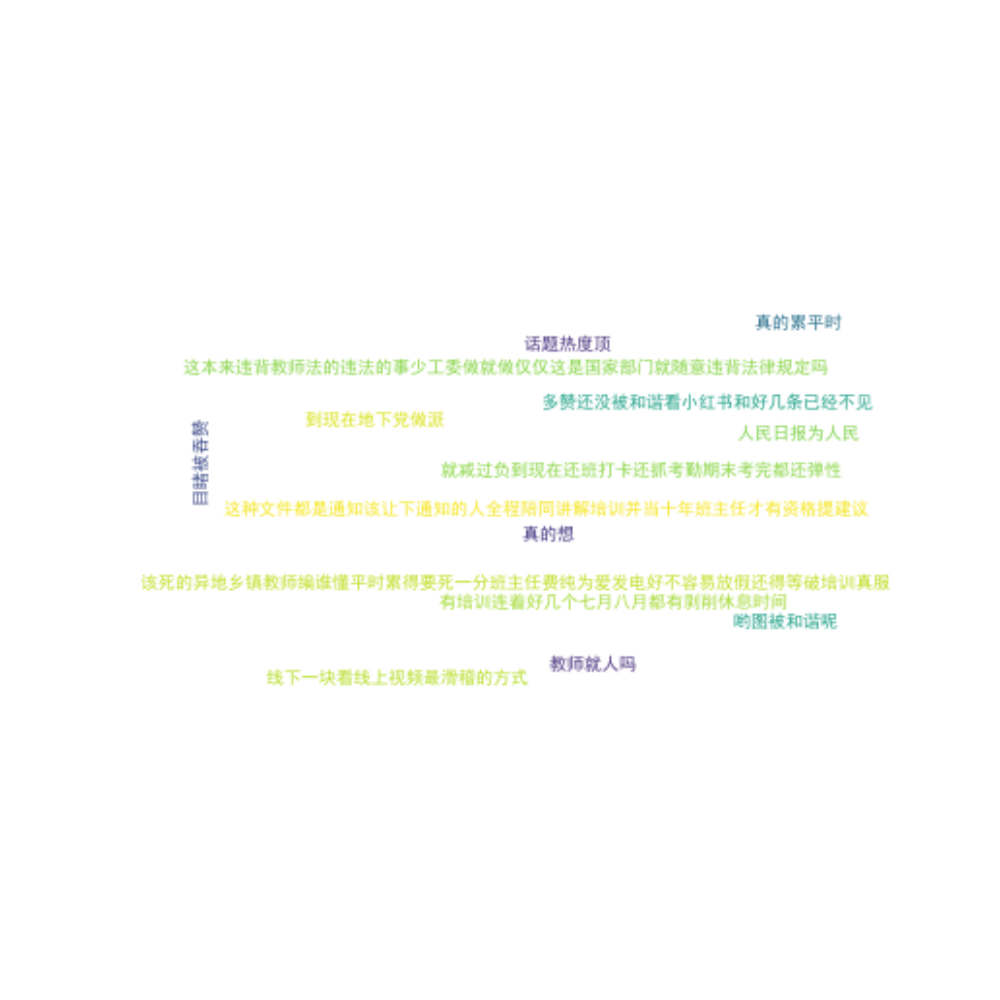 真的累平时
话题热度顶
这本来违背教师法的违法的事少工委做就做仅仅这是国家部门就随意违背法律规定吗
多赞还没被和谐看小红书和好几条已经不见
到现在地下党做派
人民日报为人民
目睹被吞赞
就减过负到现在还班打卡还抓考勤期末考完都还弹性
这种文件都是通知该让下通知的人全程陪同讲解培训并当十年班主任才有资格提建议
真的想
该死的异地乡镇教师编谁懂平时累得要死一分班主任费纯为爱发电好不容易放假还得等破培训真服
有培训连着好几个七月八月都有剥削休息时间
哟图被和谐呢
教师就人吗
线下一块看线上视频最滑稽的方式